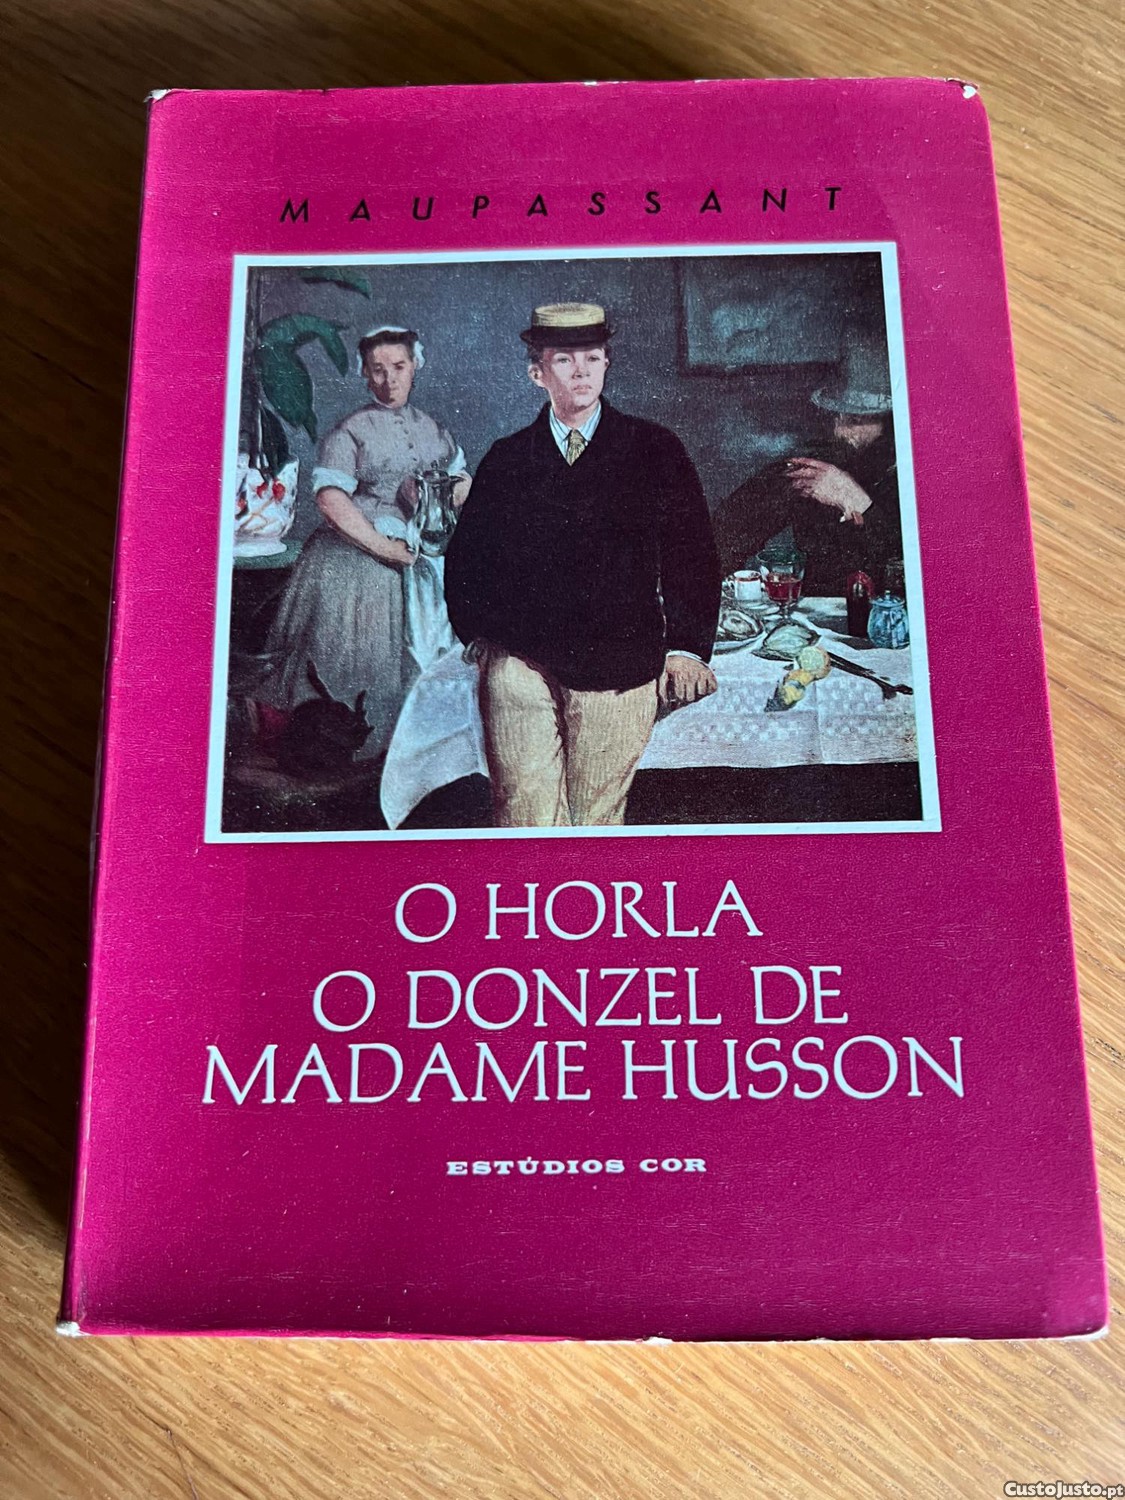 MAUPASSANT
O HORLA
O DONZEL DE
MADAME HUSSON
ESTÚDIOS COR
CustoJusto.pt